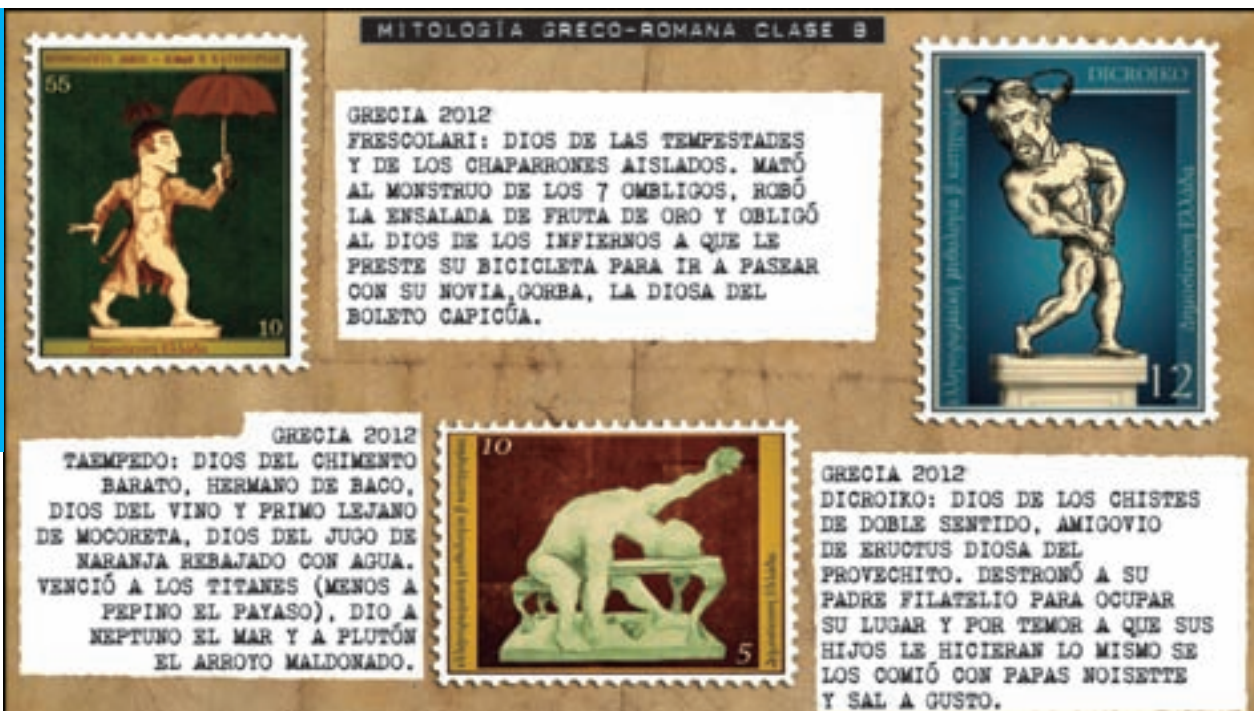 MITOLOGÍA GRECO-ROMANA CLASE B
55
10
GRECIA 2012
FRESCOLARI: DIOS DE LAS TEMPESTADES
Y DE LOS CHAPARRONES AISLADOS. MATÓ
AL MONSTRUO DE LOS 7 OMBLIGOS, ROBÓ
LA ENSALADA DE FRUTA DE ORO Y OBLIGÓ
AL DIOS DE LOS INFIERNOS A QUE LE
PRESTE SU BICICLETA PARA IR A PASEAR
CON SU NOVIA,GORBA, LA DIOSA DEL
BOLETO CAPICÚA.
DICROIKO
12
GRECIA 2012
TAEMPEDO: DIOS DEL CHIMENTO
BARATO, HERMANO DE BACO,
DIOS DEL VINO Y PRIMO LEJANO
DE MOCORETA, DIOS DEL JUGO DE
NARANJA REBAJADO CON AGUA.
VENCIÓ A LOS TITANES (MENOS A
PEPINO EL PAYASO), DIO A
NEPTUNO EL MAR Y A PLUTÓN
EL ARROYO MALDONADO.
10
5
GRECIA 2012
DICROIKO: DIOS DE LOS CHISTES
DE DOBLE SENTIDO, AMIGOVIO
DE ERUCTUS DIOSA DEL
PROVECHITO. DESTRONÓ A SU
PADRE FILATELIO PARA OCUPAR
SU LUGAR Y POR TEMOR A QUE SUS
HIJOS LE HICIERAN LO MISMO SE
LOS COMIÓ CON PAPAS NOISETTE
Y SAL A GUSTO.